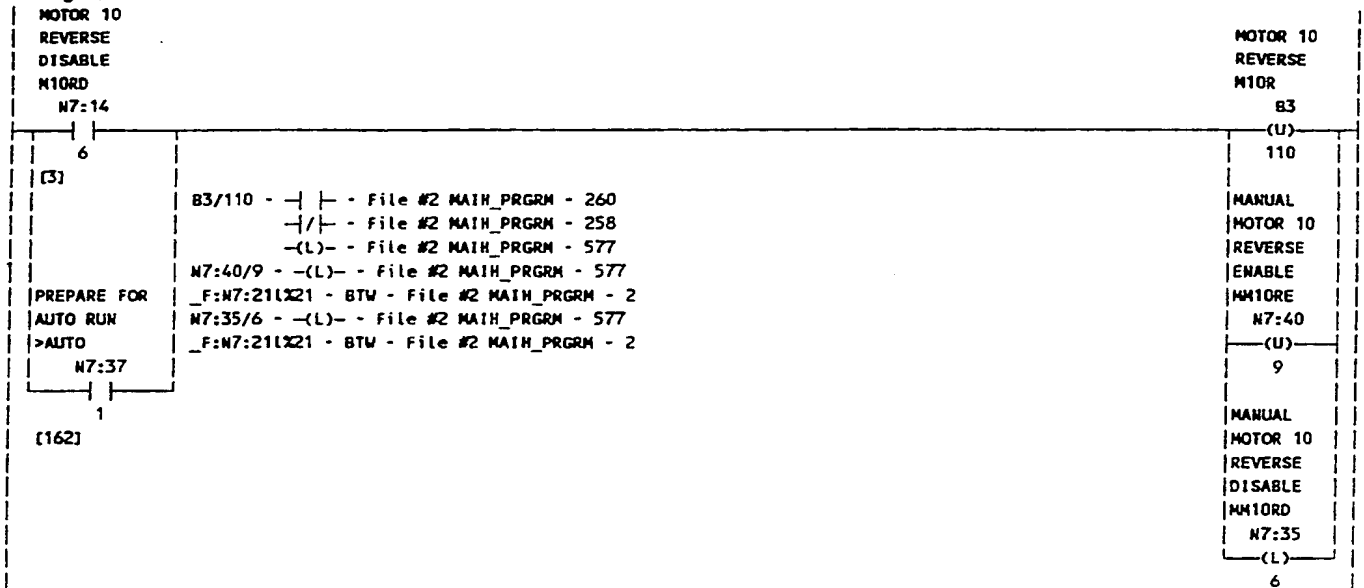 MOTOR 10
REVERSE
DISABLE
M10RD
N7:14
6
[3]
PREPARE FOR
AUTO RUN
>AUTO
N7:37
1
[162]
B3/110 - -| |- - File #2 MAIN_PRGRM - 260
-|/|- - File #2 MAIN_PRGRM - 258
-(L)- - File #2 MAIN_PRGRM - 577
N7:40/9 - -(L)- - File #2 MAIN_PRGRM - 577
_F:N7:21[%21 - BTW - File #2 MAIN_PRGRM - 2
N7:35/6 - -(L)- - File #2 MAIN_PRGRM - 577
_F:N7:21[%21 - BTW - File #2 MAIN_PRGRM - 2
MOTOR 10
REVERSE
M10R
B3
(U)
110
MANUAL
MOTOR 10
REVERSE
ENABLE
MM10RE
N7:40
(U)
9
MANUAL
MOTOR 10
REVERSE
DISABLE
MM10RD
N7:35
(L)
6